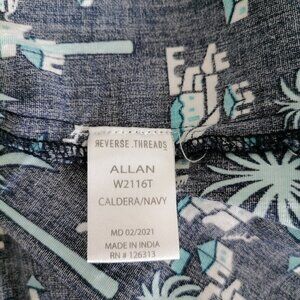 REVERSE.THREADS
ALLAN
W2116T
CALDERA/NAVY
MD 02/2021
MADE IN INDIA
RN # 126313